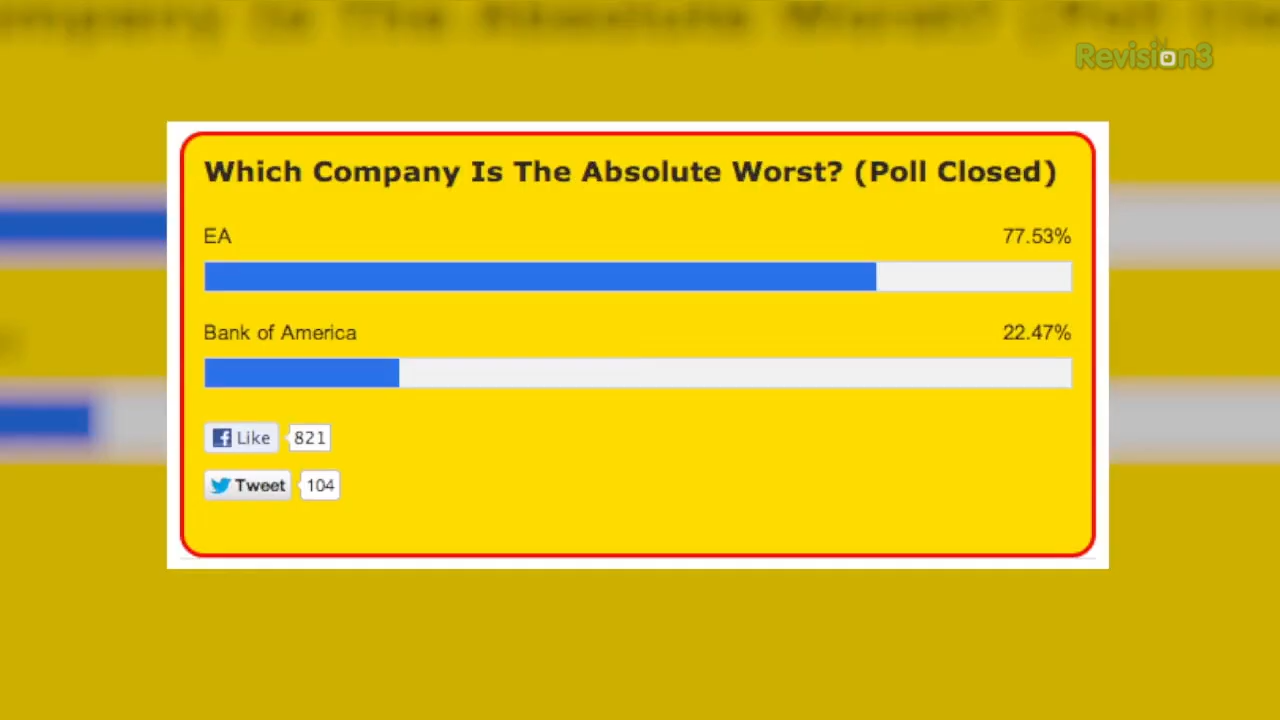 Revision3
Which Company Is The Absolute Worst? (Poll Closed)
EA 77.53%
Bank of America 22.47%
Like 821
Tweet 104